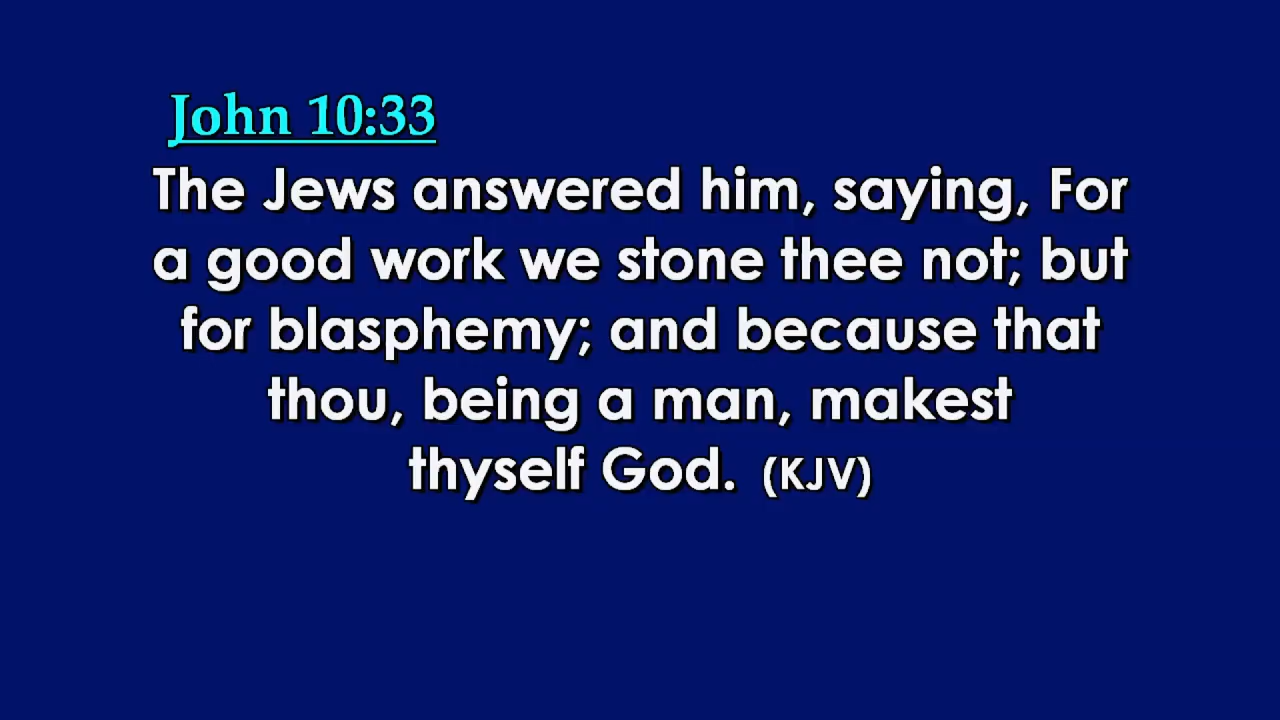 John 10:33
The Jews answered him, saying, For
a good work we stone thee not; but
for blasphemy; and because that
thou, being a man, makest
thyself God. (KJV)